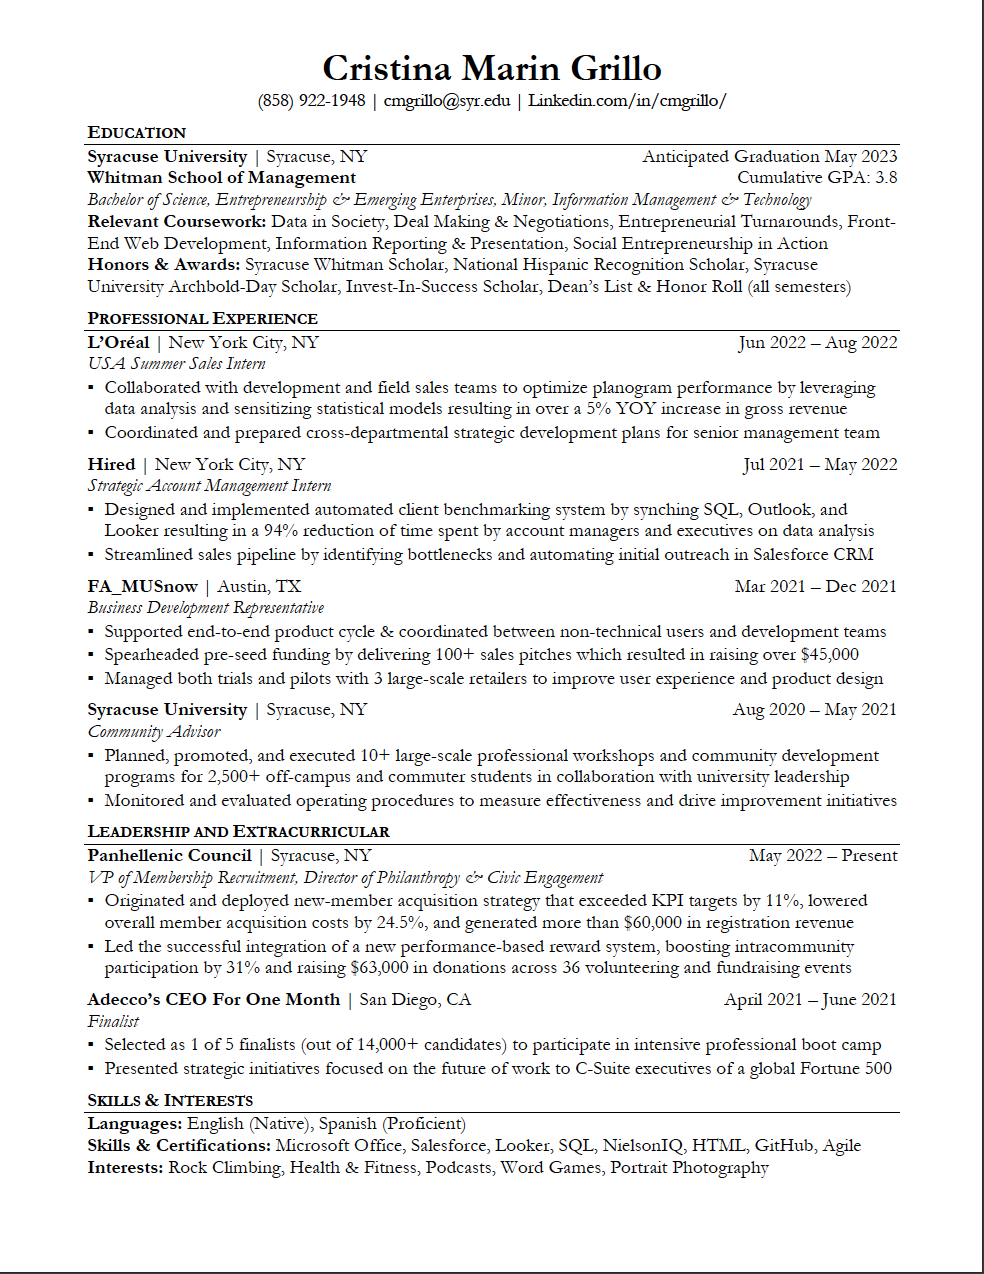 Cristina Marin Grillo
(858) 922-1948 | cmgrillo@syr.edu | Linkedin.com/in/cmgrillo/
EDUCATION
Syracuse University | Syracuse, NY Anticipated Graduation May 2023
Whitman School of Management Cumulative GPA: 3.8
Bachelor of Science, Entrepreneurship & Emerging Enterprises, Minor, Information Management & Technology
Relevant Coursework: Data in Society, Deal Making & Negotiations, Entrepreneurial Turnarounds, Front-
End Web Development, Information Reporting & Presentation, Social Entrepreneurship in Action
Honors & Awards: Syracuse Whitman Scholar, National Hispanic Recognition Scholar, Syracuse
University Archbold-Day Scholar, Invest-In-Success Scholar, Dean's List & Honor Roll (all semesters)
PROFESSIONAL EXPERIENCE
L'Oréal | New York City, NY Jun 2022 – Aug 2022
USA Summer Sales Intern
▪ Collaborated with development and field sales teams to optimize planogram performance by leveraging
data analysis and sensitizing statistical models resulting in over a 5% YOY increase in gross revenue
▪ Coordinated and prepared cross-departmental strategic development plans for senior management team
Hired | New York City, NY Jul 2021 – May 2022
Strategic Account Management Intern
▪ Designed and implemented automated client benchmarking system by synching SQL, Outlook, and
Looker resulting in a 94% reduction of time spent by account managers and executives on data analysis
▪ Streamlined sales pipeline by identifying bottlenecks and automating initial outreach in Salesforce CRM
FA_MUSnow | Austin, TX Mar 2021 – Dec 2021
Business Development Representative
▪ Supported end-to-end product cycle & coordinated between non-technical users and development teams
▪ Spearheaded pre-seed funding by delivering 100+ sales pitches which resulted in raising over $45,000
▪ Managed both trials and pilots with 3 large-scale retailers to improve user experience and product design
Syracuse University | Syracuse, NY Aug 2020 – May 2021
Community Advisor
▪ Planned, promoted, and executed 10+ large-scale professional workshops and community development
programs for 2,500+ off-campus and commuter students in collaboration with university leadership
▪ Monitored and evaluated operating procedures to measure effectiveness and drive improvement initiatives
LEADERSHIP AND EXTRACURRICULAR
Panhellenic Council | Syracuse, NY May 2022 – Present
VP of Membership Recruitment, Director of Philanthropy & Civic Engagement
▪ Originated and deployed new-member acquisition strategy that exceeded KPI targets by 11%, lowered
overall member acquisition costs by 24.5%, and generated more than $60,000 in registration revenue
▪ Led the successful integration of a new performance-based reward system, boosting intracommunity
participation by 31% and raising $63,000 in donations across 36 volunteering and fundraising events
Adecco's CEO For One Month | San Diego, CA April 2021 – June 2021
Finalist
▪ Selected as 1 of 5 finalists (out of 14,000+ candidates) to participate in intensive professional boot camp
▪ Presented strategic initiatives focused on the future of work to C-Suite executives of a global Fortune 500
SKILLS & INTERESTS
Languages: English (Native), Spanish (Proficient)
Skills & Certifications: Microsoft Office, Salesforce, Looker, SQL, NielsonIQ, HTML, GitHub, Agile
Interests: Rock Climbing, Health & Fitness, Podcasts, Word Games, Portrait Photography